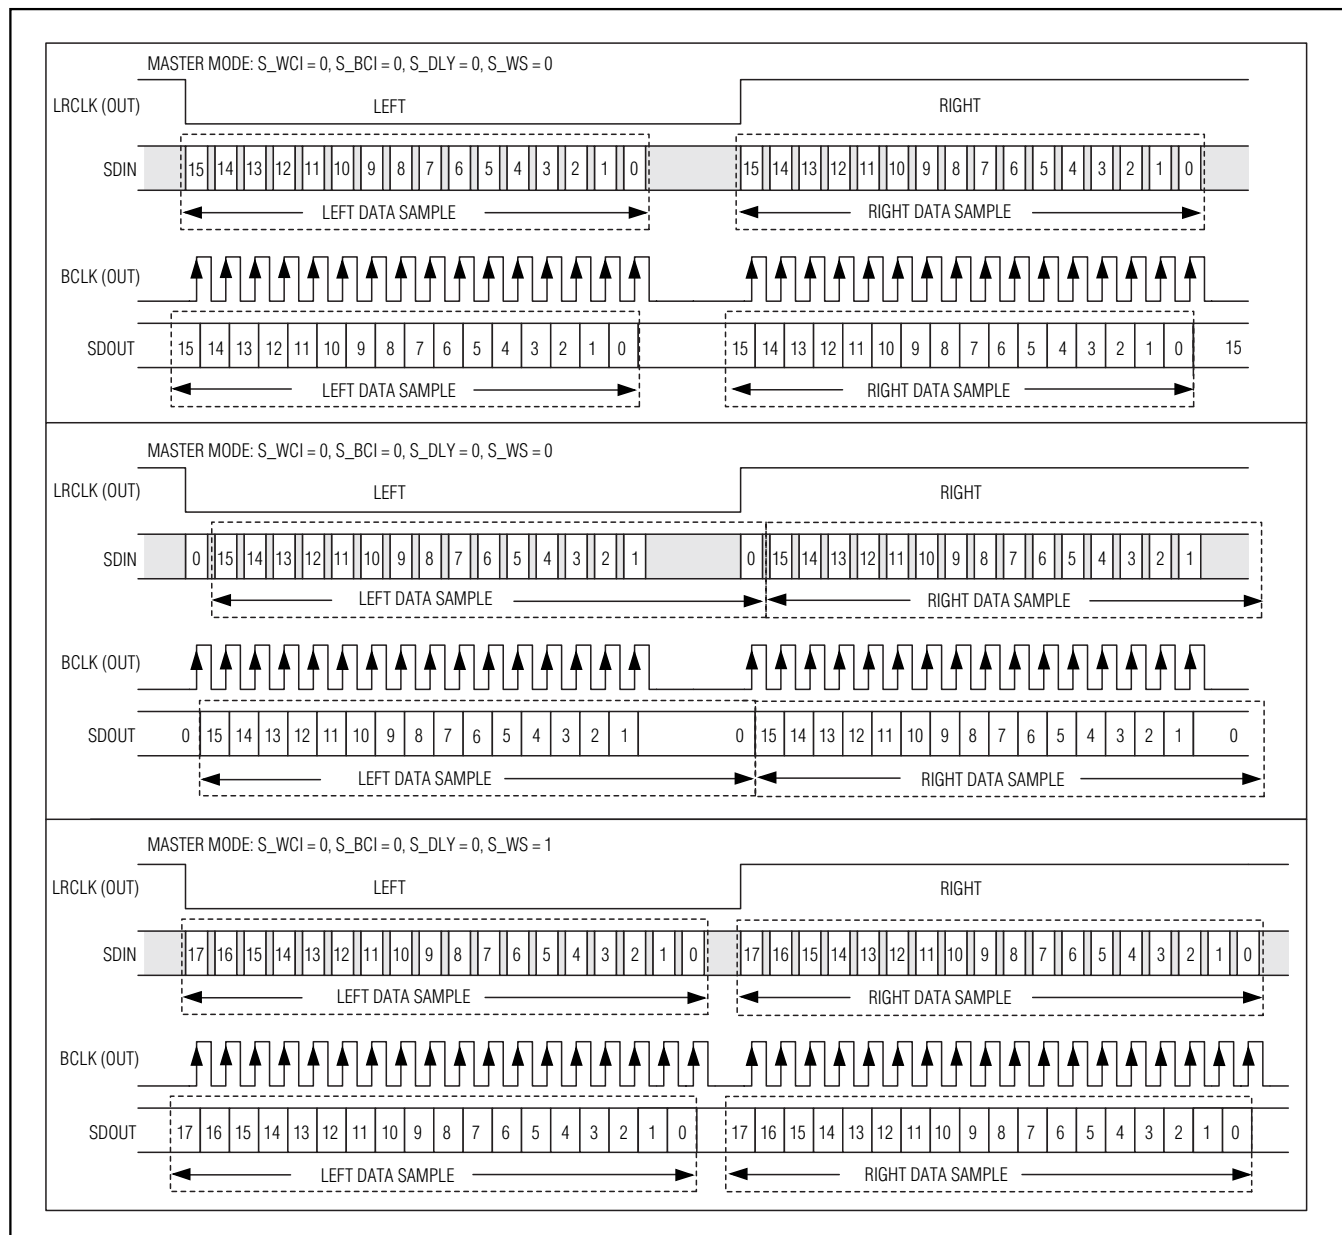 MASTER MODE: S_WCI = 0, S_BCI = 0, S_DLY = 0, S_WS = 0
LRCLK (OUT) LEFT RIGHT
SDIN 15 14 13 12 11 10 9 8 7 6 5 4 3 2 1 0 15 14 13 12 11 10 9 8 7 6 5 4 3 2 1 0
LEFT DATA SAMPLE RIGHT DATA SAMPLE
BCLK (OUT)
SDOUT 15 14 13 12 11 10 9 8 7 6 5 4 3 2 1 0 15 14 13 12 11 10 9 8 7 6 5 4 3 2 1 0 15
LEFT DATA SAMPLE RIGHT DATA SAMPLE
MASTER MODE: S_WCI = 0, S_BCI = 0, S_DLY = 0, S_WS = 0
LRCLK (OUT) LEFT RIGHT
SDIN 0 15 14 13 12 11 10 9 8 7 6 5 4 3 2 1 0 15 14 13 12 11 10 9 8 7 6 5 4 3 2 1
LEFT DATA SAMPLE RIGHT DATA SAMPLE
BCLK (OUT)
SDOUT 0 15 14 13 12 11 10 9 8 7 6 5 4 3 2 1 0 15 14 13 12 11 10 9 8 7 6 5 4 3 2 1 0
LEFT DATA SAMPLE RIGHT DATA SAMPLE
MASTER MODE: S_WCI = 0, S_BCI = 0, S_DLY = 0, S_WS = 1
LRCLK (OUT) LEFT RIGHT
SDIN 17 16 15 14 13 12 11 10 9 8 7 6 5 4 3 2 1 0 17 16 15 14 13 12 11 10 9 8 7 6 5 4 3 2 1 0
LEFT DATA SAMPLE RIGHT DATA SAMPLE
BCLK (OUT)
SDOUT 17 16 15 14 13 12 11 10 9 8 7 6 5 4 3 2 1 0 17 16 15 14 13 12 11 10 9 8 7 6 5 4 3 2 1 0
LEFT DATA SAMPLE RIGHT DATA SAMPLE